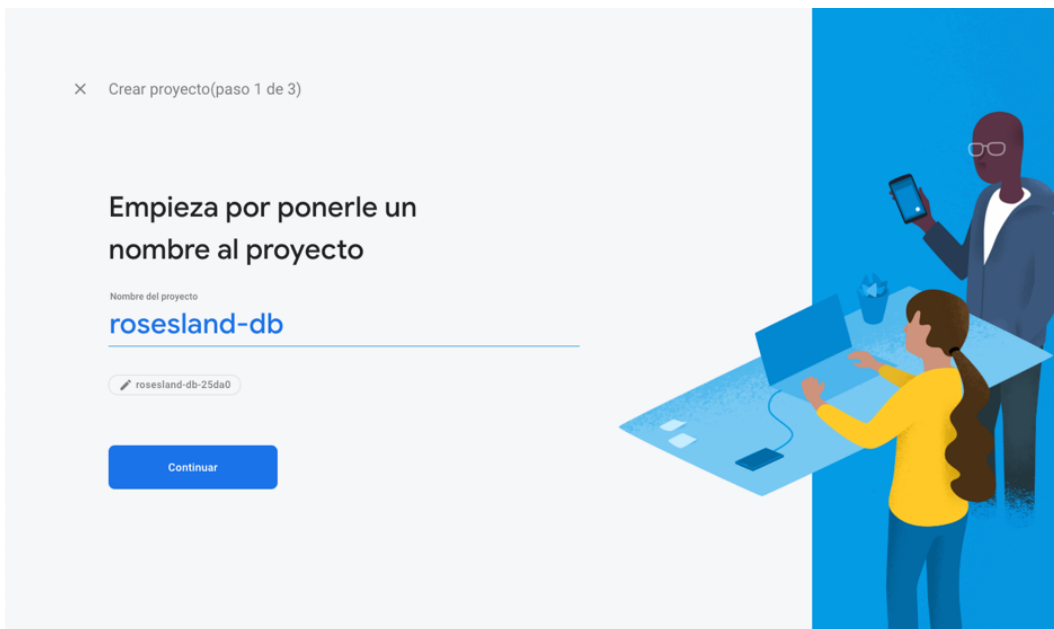 Crear proyecto(paso 1 de 3)
Empieza por ponerle un
nombre al proyecto
Nombre del proyecto
rosesland-db
rosesland-db-25da0
Continuar